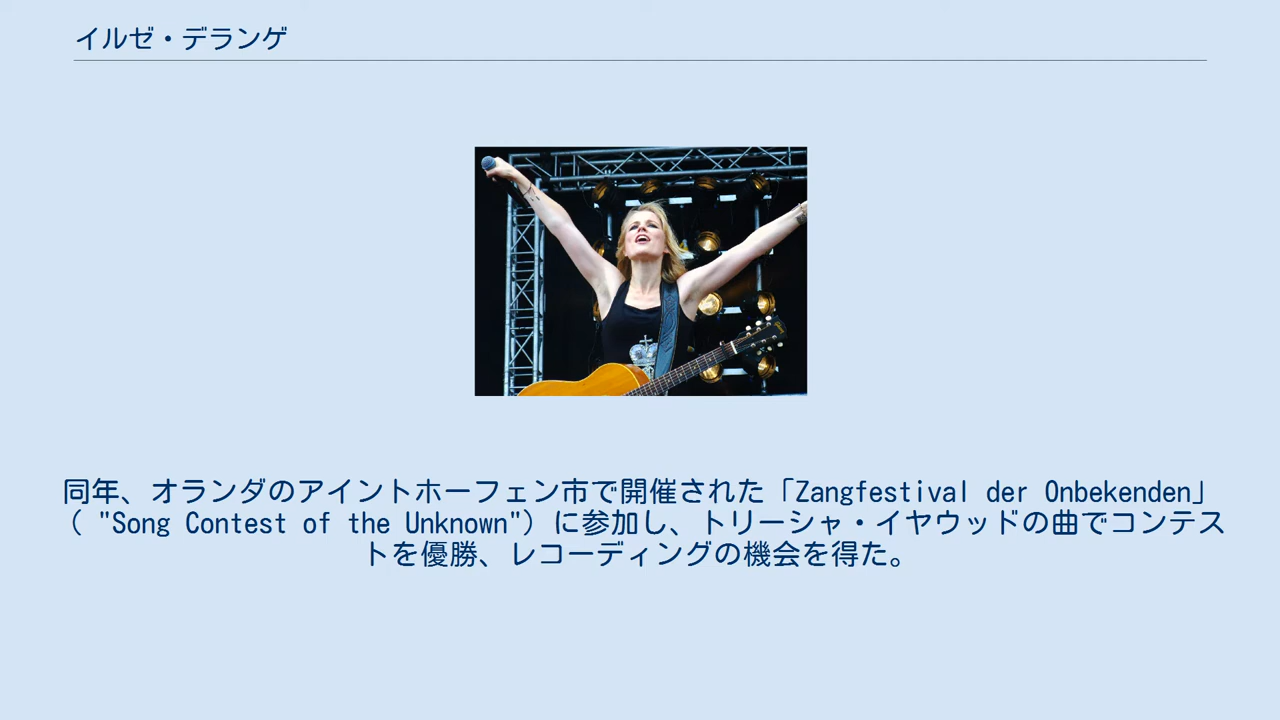 イルゼ・デランゲ
同年、オランダのアイントホーフェン市で開催された「Zangfestival der Onbekenden」
（ "Song Contest of the Unknown"）に参加し、トリーシャ・イヤウッドの曲でコンテス
トを優勝、レコーディングの機会を得た。